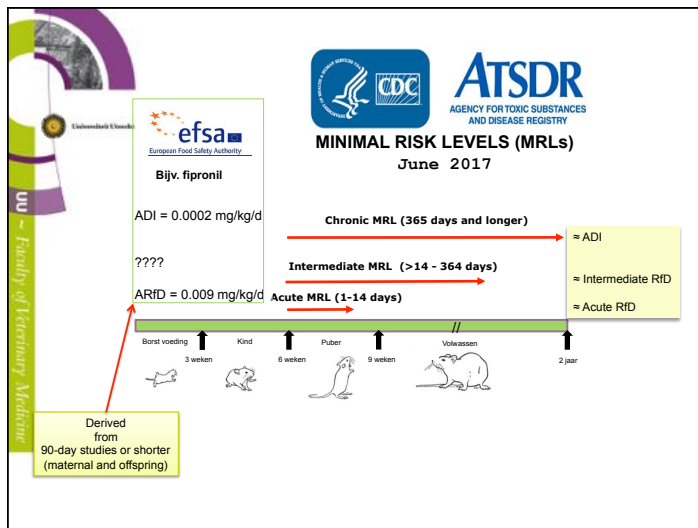 UU ~ Faculty of Veterinary Medicine
Universiteit Utrecht
efsa
European Food Safety Authority
Bijv. fipronil
ADI = 0.0002 mg/kg/d
????
ARfD = 0.009 mg/kg/d
CDC
ATSDR
AGENCY FOR TOXIC SUBSTANCES
AND DISEASE REGISTRY
MINIMAL RISK LEVELS (MRLs)
June 2017
Chronic MRL (365 days and longer)
Intermediate MRL (>14 - 364 days)
Acute MRL (1-14 days)
≈ ADI
≈ Intermediate RfD
≈ Acute RfD
//
Borst voeding
Kind
Puber
Volwassen
3 weken
6 weken
9 weken
2 jaar
Derived
from
90-day studies or shorter
(maternal and offspring)